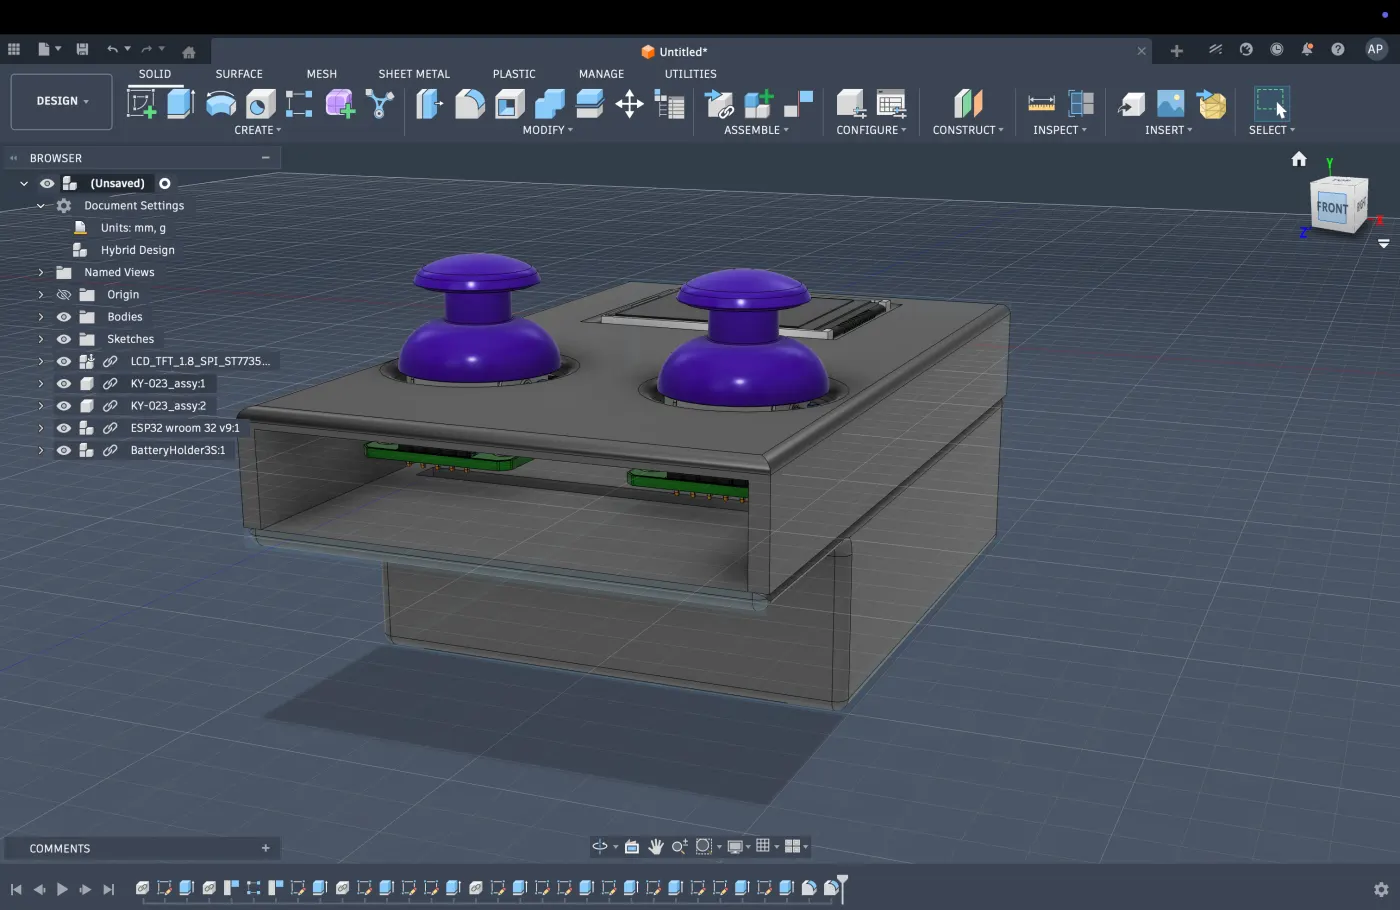 Untitled*
AP
DESIGN
SOLID SURFACE MESH SHEET METAL PLASTIC MANAGE UTILITIES
CREATE MODIFY ASSEMBLE CONFIGURE CONSTRUCT INSPECT INSERT SELECT
BROWSER
(Unsaved)
Document Settings
Units: mm, g
Hybrid Design
Named Views
Origin
Bodies
Sketches
LCD_TFT_1.8_SPI_ST7735...
KY-023_assy:1
KY-023_assy:2
ESP32 wroom 32 v9:1
BatteryHolder3S:1
Y
TOP
FRONT
X
Z
COMMENTS